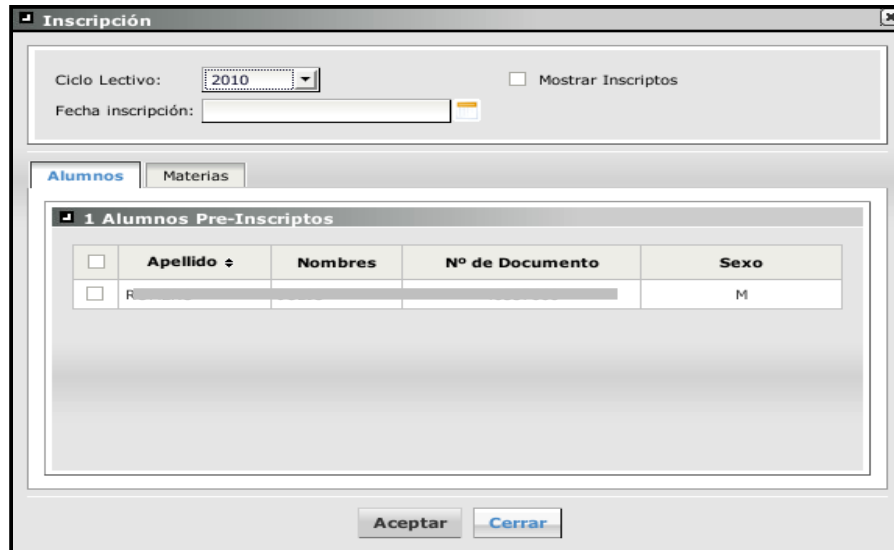 Inscripción
Ciclo Lectivo: 2010 Mostrar Inscriptos
Fecha inscripción:
Alumnos Materias
1 Alumnos Pre-Inscriptos
Apellido Nombres Nº de Documento Sexo
M
Aceptar Cerrar